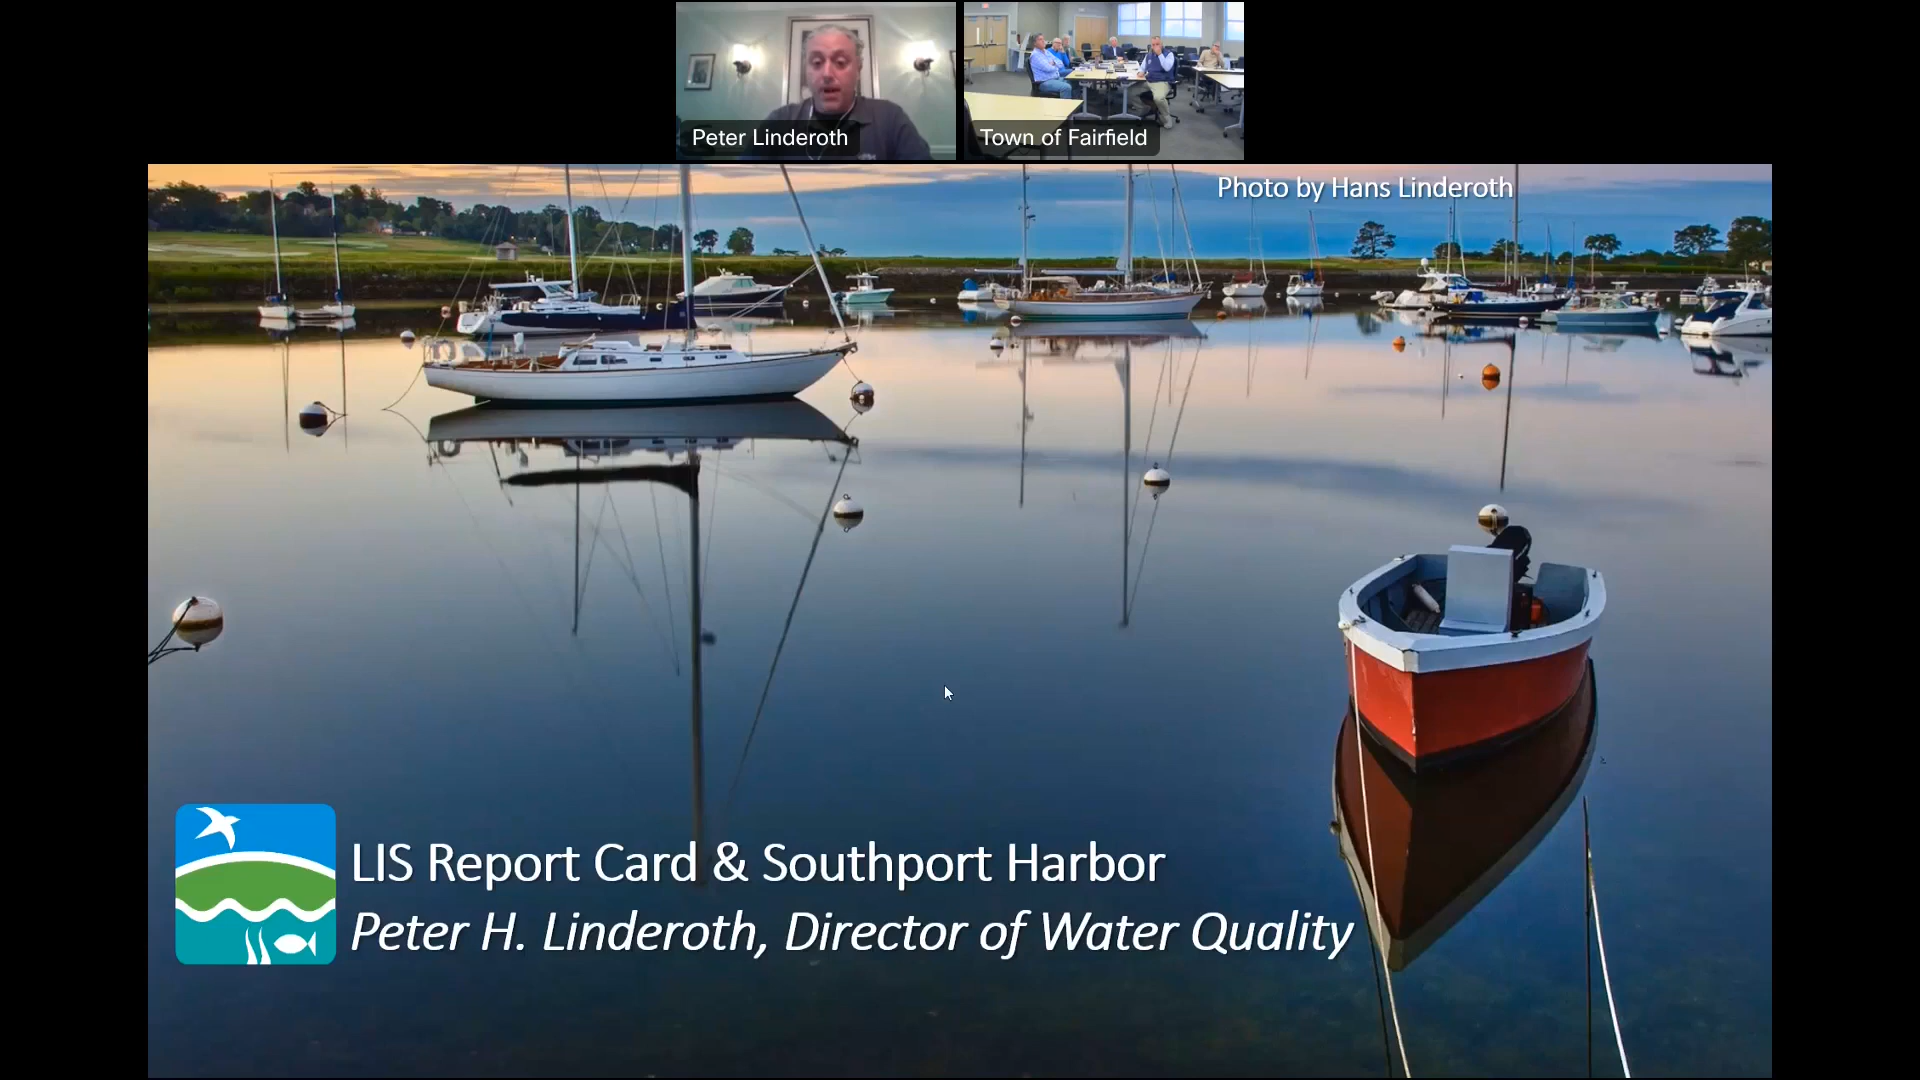 Peter Linderoth
Town of Fairfield
Photo by Hans Linderoth
LIS Report Card & Southport Harbor
Peter H. Linderoth, Director of Water Quality